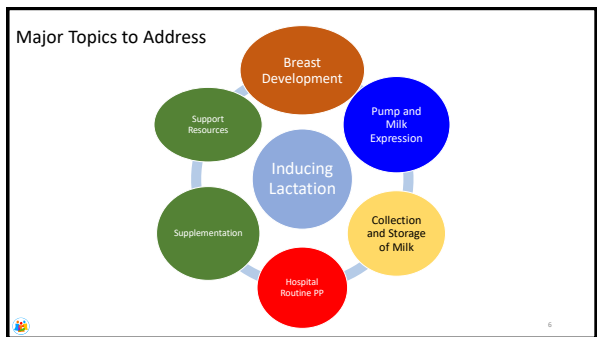 Major Topics to Address
Breast
Development
Pump and
Milk
Expression
Collection
and Storage
of Milk
Hospital
Routine PP
Supplementation
Support
Resources
Inducing
Lactation
6